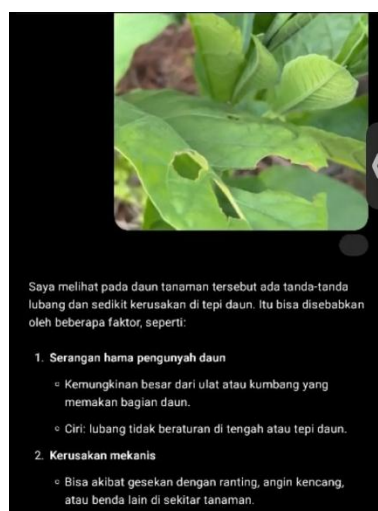 Saya melihat pada daun tanaman tersebut ada tanda-tanda
lubang dan sedikit kerusakan di tepi daun. Itu bisa disebabkan
oleh beberapa faktor, seperti:
1. Serangan hama pengunyah daun
◦ Kemungkinan besar dari ulat atau kumbang yang
memakan bagian daun.
◦ Ciri: lubang tidak beraturan di tengah atau tepi daun.
2. Kerusakan mekanis
◦ Bisa akibat gesekan dengan ranting, angin kencang,
atau benda lain di sekitar tanaman.